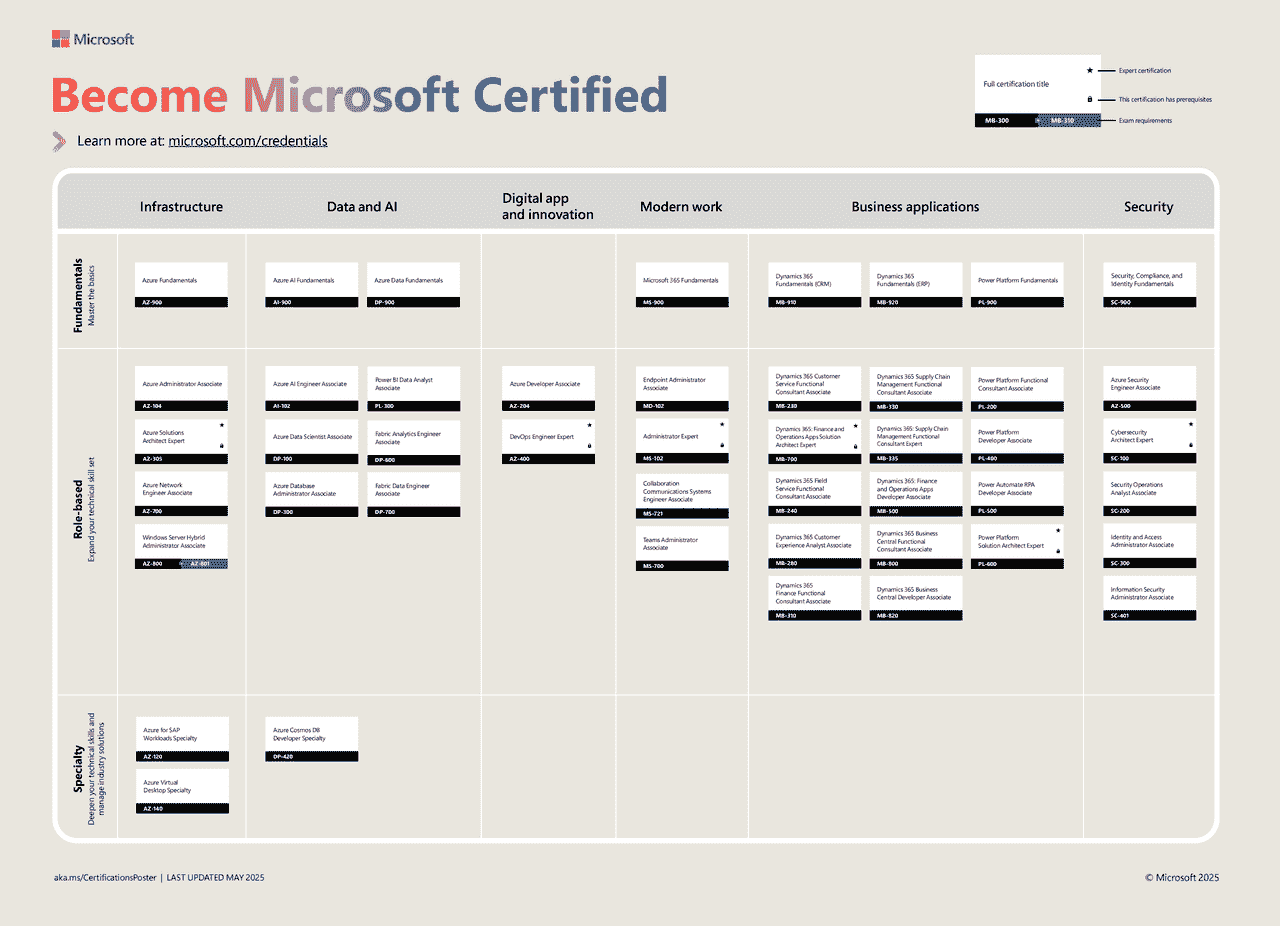 Microsoft
Become Microsoft Certified
Learn more at: microsoft.com/credentials
Full certification title
Expert certification
This certification has prerequisites
MB-300
MB-310
Exam requirements
Infrastructure
Data and AI
Digital app
and innovation
Modern work
Business applications
Security
Fundamentals
Master the basics
Azure Fundamentals
AZ-900
Azure AI Fundamentals
AI-900
Azure Data Fundamentals
DP-900
Microsoft 365 Fundamentals
MS-900
Dynamics 365
Fundamentals (CRM)
MB-910
Dynamics 365
Fundamentals (ERP)
MB-920
Power Platform Fundamentals
PL-900
Security, Compliance, and
Identity Fundamentals
SC-900
Role-based
Expand your technical skill set
Azure Administrator Associate
AZ-104
Azure Solutions
Architect Expert
AZ-305
Azure Network
Engineer Associate
AZ-700
Windows Server Hybrid
Administrator Associate
AZ-800
AZ-801
Azure AI Engineer Associate
AI-102
Power BI Data Analyst
Associate
PL-300
Azure Data Scientist Associate
DP-100
Fabric Analytics Engineer
Associate
DP-600
Azure Database
Administrator Associate
DP-300
Fabric Data Engineer
Associate
DP-700
Azure Developer Associate
AZ-204
DevOps Engineer Expert
AZ-400
Endpoint Administrator
Associate
MD-102
Administrator Expert
MS-102
Collaboration
Communications Systems
Engineer Associate
MS-721
Teams Administrator
Associate
MS-700
Dynamics 365 Customer
Service Functional
Consultant Associate
MB-230
Dynamics 365 Supply Chain
Management Functional
Consultant Associate
MB-330
Power Platform Functional
Consultant Associate
PL-200
Dynamics 365: Finance and
Operations Apps Solution
Architect Expert
MB-700
Dynamics 365: Supply Chain
Management Functional
Consultant Expert
MB-335
Power Platform
Developer Associate
PL-400
Dynamics 365 Field
Service Functional
Consultant Associate
MB-240
Dynamics 365: Finance
and Operations Apps
Developer Associate
MB-500
Power Automate RPA
Developer Associate
PL-500
Dynamics 365 Customer
Experience Analyst Associate
MB-280
Dynamics 365 Business
Central Functional
Consultant Associate
MB-800
Power Platform
Solution Architect Expert
PL-600
Dynamics 365
Finance Functional
Consultant Associate
MB-310
Dynamics 365 Business
Central Developer Associate
MB-820
Azure Security
Engineer Associate
AZ-500
Cybersecurity
Architect Expert
SC-100
Security Operations
Analyst Associate
SC-200
Identity and Access
Administrator Associate
SC-300
Information Security
Administrator Associate
SC-401
Specialty
Deepen your technical skills and
manage industry solutions
Azure for SAP
Workloads Specialty
AZ-120
Azure Virtual
Desktop Specialty
AZ-140
Azure Cosmos DB
Developer Specialty
DP-420
aka.ms/CertificationsPoster | LAST UPDATED MAY 2025
© Microsoft 2025